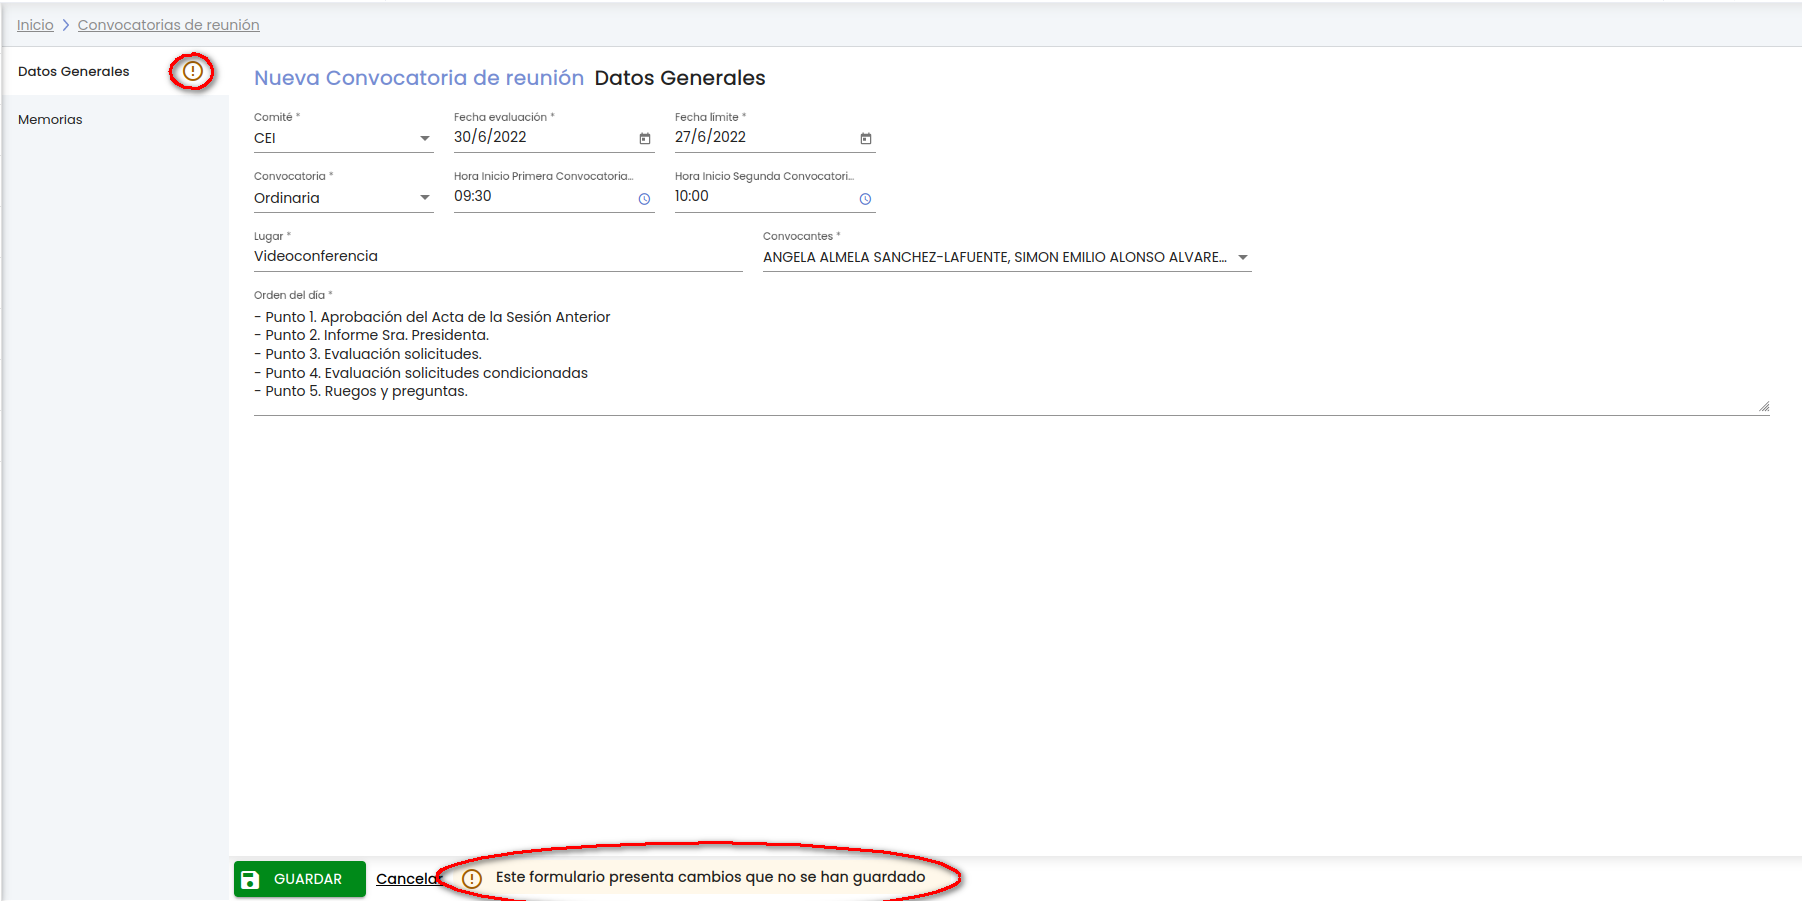 Inicio > Convocatorias de reunión
Datos Generales
Memorias
Nueva Convocatoria de reunión Datos Generales
Comité * Fecha evaluación * Fecha límite *
CEI 30/6/2022 27/6/2022
Convocatoria * Hora Inicio Primera Convocatoria... Hora Inicio Segunda Convocatori...
Ordinaria 09:30 10:00
Lugar * Convocantes *
Videoconferencia ANGELA ALMELA SANCHEZ-LAFUENTE, SIMON EMILIO ALONSO ALVARE...
Orden del día *
- Punto 1. Aprobación del Acta de la Sesión Anterior
- Punto 2. Informe Sra. Presidenta.
- Punto 3. Evaluación solicitudes.
- Punto 4. Evaluación solicitudes condicionadas
- Punto 5. Ruegos y preguntas.
GUARDAR Cancelar Este formulario presenta cambios que no se han guardado